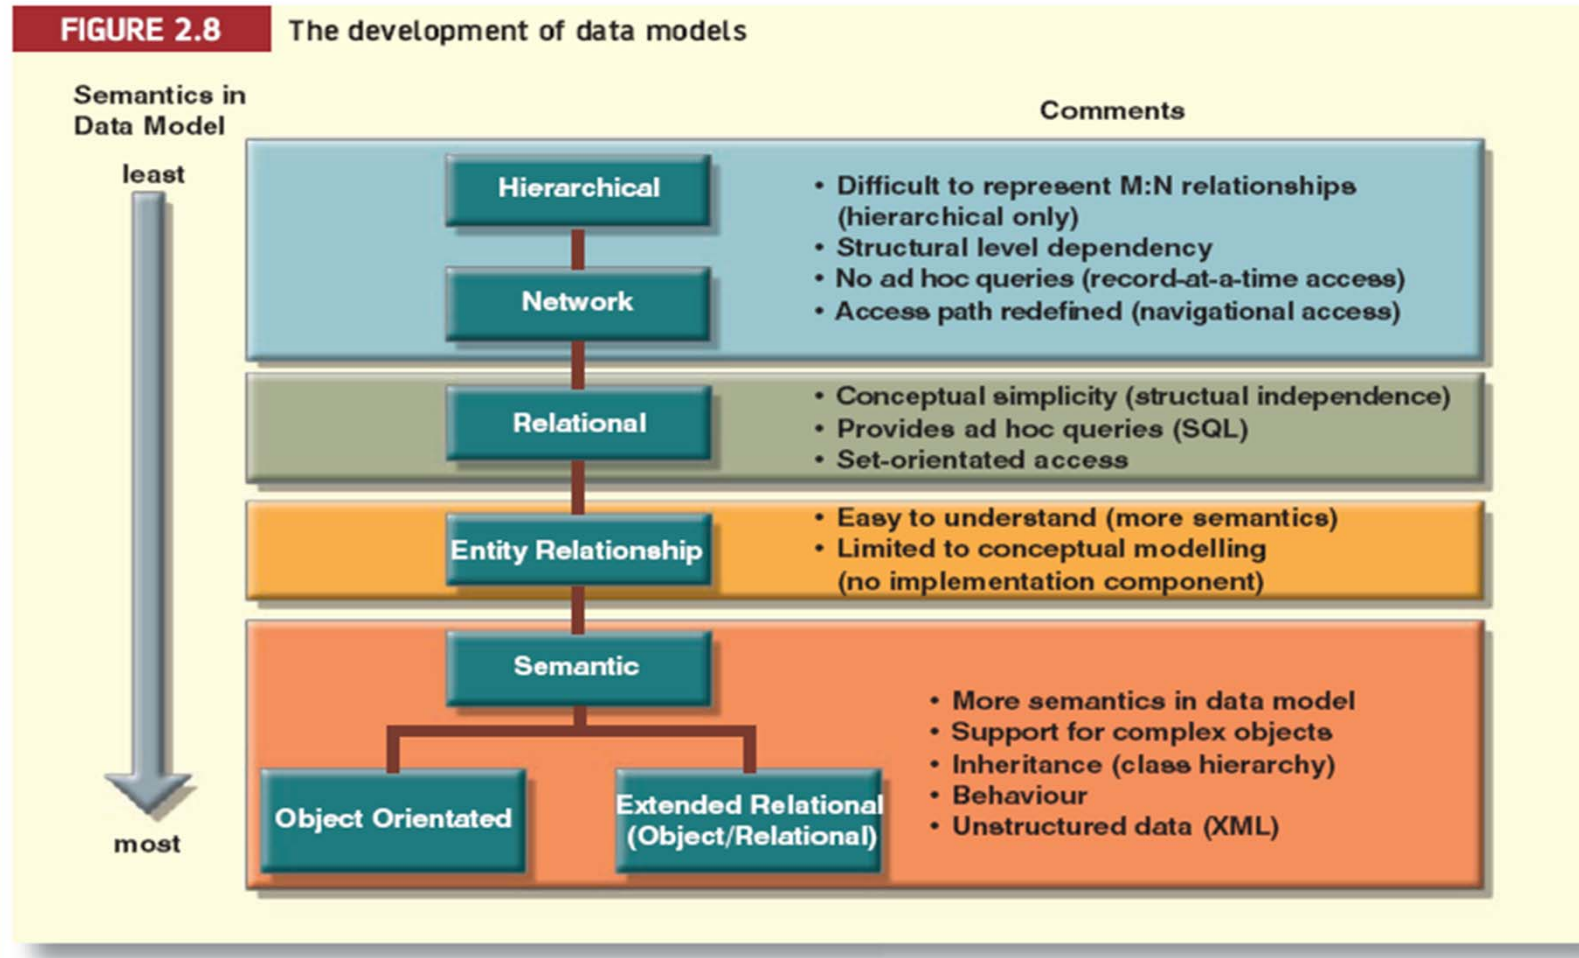 FIGURE 2.8 The development of data models
Semantics in
Data Model
least
most
Comments
Hierarchical
Network
• Difficult to represent M:N relationships
(hierarchical only)
• Structural level dependency
• No ad hoc queries (record-at-a-time access)
• Access path redefined (navigational access)
Relational
• Conceptual simplicity (structual independence)
• Provides ad hoc queries (SQL)
• Set-orientated access
Entity Relationship
• Easy to understand (more semantics)
• Limited to conceptual modelling
(no implementation component)
Semantic
Object Orientated
Extended Relational
(Object/Relational)
• More semantics in data model
• Support for complex objects
• Inheritance (class hierarchy)
• Behaviour
• Unstructured data (XML)